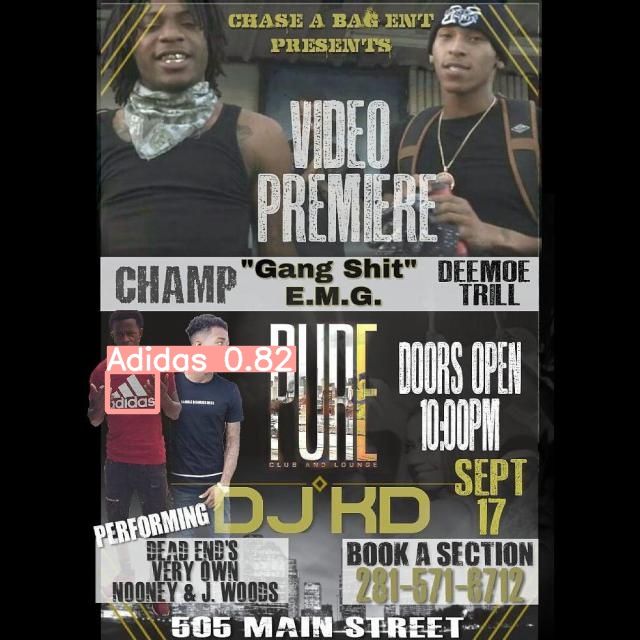 CHASE A BAG ENT
PRESENTS
VIDEO
PREMIERE
CHAMP
"Gang Shit"
E.M.G.
DEEMOE
TRILL
Adidas 0.82
adidas
PURE
CLUB AND LOUNGE
DOORS OPEN
10:00PM
SEPT
17
DJ KD
PERFORMING
DEAD END'S
VERY OWN
NOONEY & J. WOODS
BOOK A SECTION
281-571-6712
505 MAIN STREET